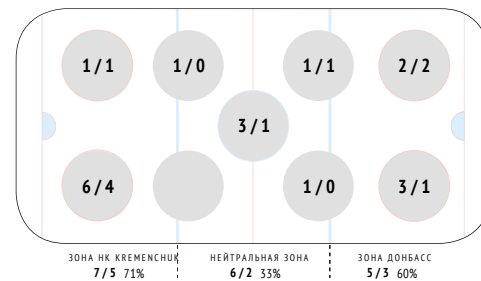 1/1 1/0 1/1 2/2
3/1
6/4 1/0 3/1
ЗОНА НК KREMENCHUK НЕЙТРАЛЬНАЯ ЗОНА ЗОНА ДОНБАСС
7/5 71% 6/2 33% 5/3 60%